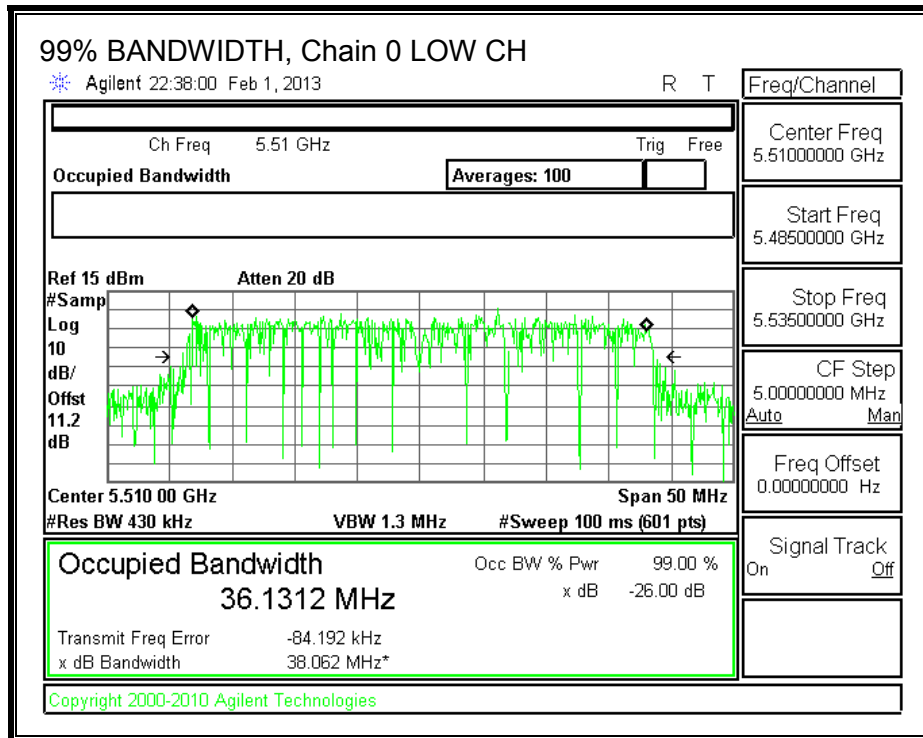 99% BANDWIDTH, Chain 0 LOW CH
Agilent 22:38:00 Feb 1, 2013 R T
Freq/Channel
Ch Freq 5.51 GHz Trig Free
Occupied Bandwidth Averages: 100
Center Freq
5.51000000 GHz
Start Freq
5.48500000 GHz
Stop Freq
5.53500000 GHz
CF Step
5.00000000 MHz
Auto Man
Freq Offset
0.00000000 Hz
Signal Track
On Off
Ref 15 dBm Atten 20 dB
#Samp
Log
10
dB/
Offst
11.2
dB
Center 5.510 00 GHz Span 50 MHz
#Res BW 430 kHz VBW 1.3 MHz #Sweep 100 ms (601 pts)
Occupied Bandwidth Occ BW % Pwr 99.00 %
36.1312 MHz x dB -26.00 dB
Transmit Freq Error -84.192 kHz
x dB Bandwidth 38.062 MHz*
Copyright 2000-2010 Agilent Technologies